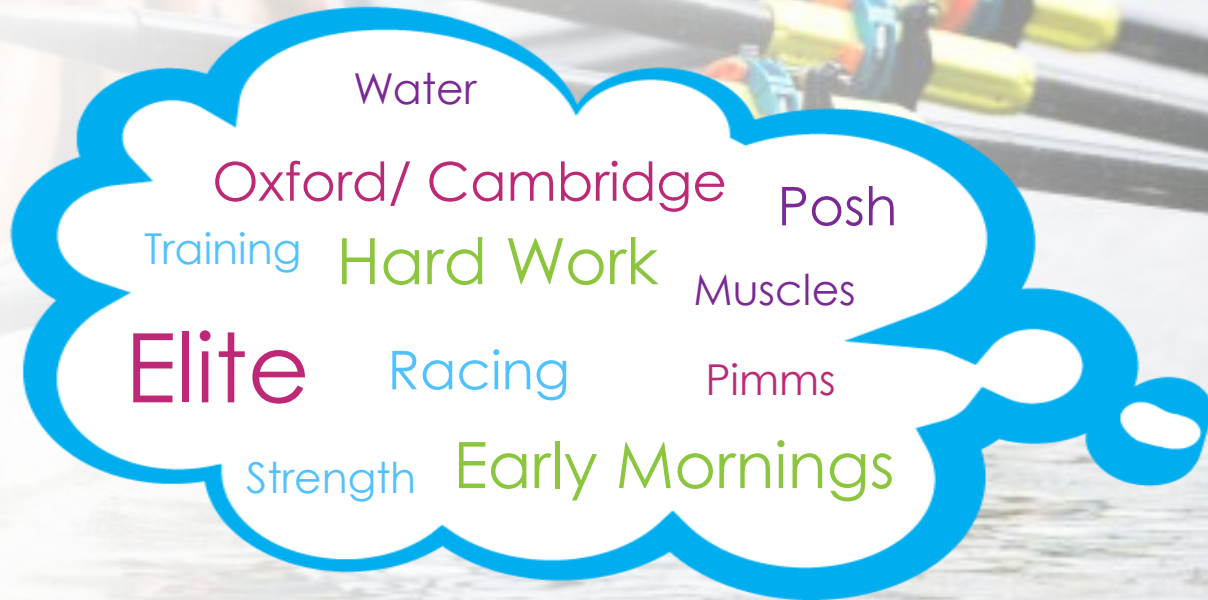 Water
Oxford/ Cambridge
Posh
Training
Hard Work
Muscles
Elite
Racing
Pimms
Strength
Early Mornings